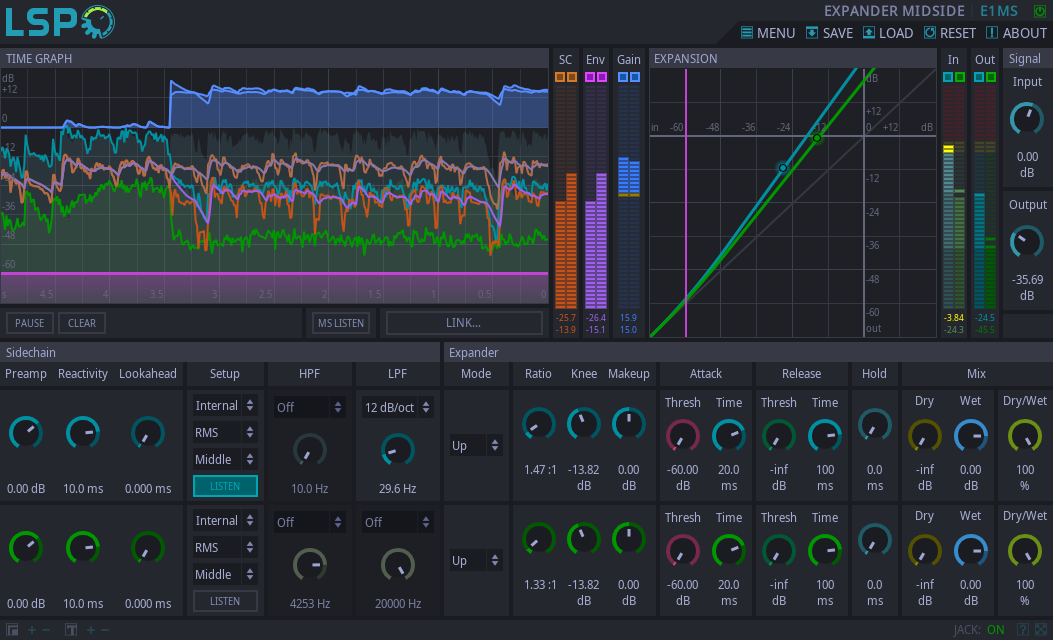 LSP
EXPANDER MIDSIDE E1MS
MENU SAVE LOAD RESET ABOUT
TIME GRAPH
SC Env Gain
EXPANSION
In Out Signal
dB
+12
0
-12
-24
-36
-48
-60
s 4.5 4 3.5 3 2.5 2 1.5 1 0.5 0
-25.7 -26.4 15.9
-13.9 -15.1 15.0
dB
+12
in -60 -48 -36 -24 -12 0 +12 dB
-12
-24
-36
-48
-60
out
-3.84 -24.5
-24.3 -45.5
Input
0.00
dB
Output
-35.69
dB
PAUSE CLEAR MS LISTEN LINK...
Sidechain Expander
Preamp Reactivity Lookahead Setup HPF LPF Mode Ratio Knee Makeup Attack Release Hold Mix
Internal Off 12 dB/oct Thresh Time Thresh Time Dry Wet Dry/Wet
RMS
Middle Up
LISTEN
0.00 dB 10.0 ms 0.000 ms 10.0 Hz 29.6 Hz
1.47 :1 -13.82 dB 0.00 dB -60.00 dB 20.0 ms -inf dB 100 ms 0.0 ms -inf dB 0.00 dB 100 %
Internal Off Off Thresh Time Thresh Time Dry Wet Dry/Wet
RMS
Middle Up
LISTEN
0.00 dB 10.0 ms 0.000 ms 4253 Hz 20000 Hz
1.33 :1 -13.82 dB 0.00 dB -60.00 dB 20.0 ms -inf dB 100 ms 0.0 ms -inf dB 0.00 dB 100 %
JACK: ON